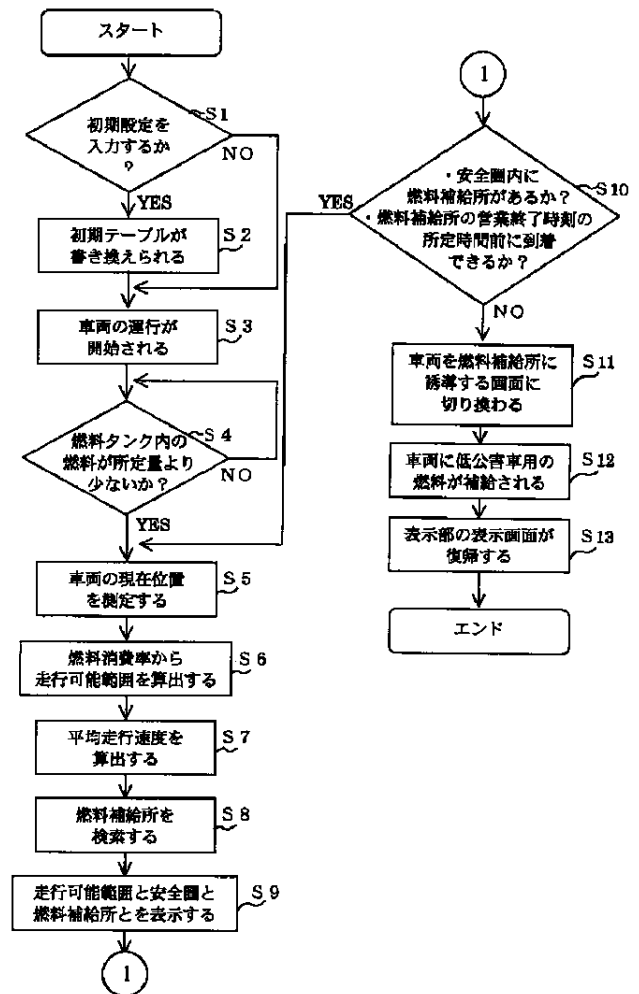 スタート
S1
初期設定を
入力するか
?
NO
YES
初期テーブルが
書き換えられる
S2
車両の運行が
開始される
S3
S4
燃料タンク内の
燃料が所定量より
少ないか?
NO
YES
車両の現在位置
を測定する
S5
燃料消費率から
走行可能範囲を算出する
S6
平均走行速度を
算出する
S7
燃料補給所を
検索する
S8
走行可能範囲と安全圏と
燃料補給所とを表示する
S9
1
1
・安全圏内に
燃料補給所があるか?
・燃料補給所の営業終了時刻の
所定時間前に到着
できるか?
S10
YES
NO
車両を燃料補給所に
誘導する画面に
切り換わる
S11
車両に低公害車用の
燃料が補給される
S12
表示部の表示画面が
復帰する
S13
エンド